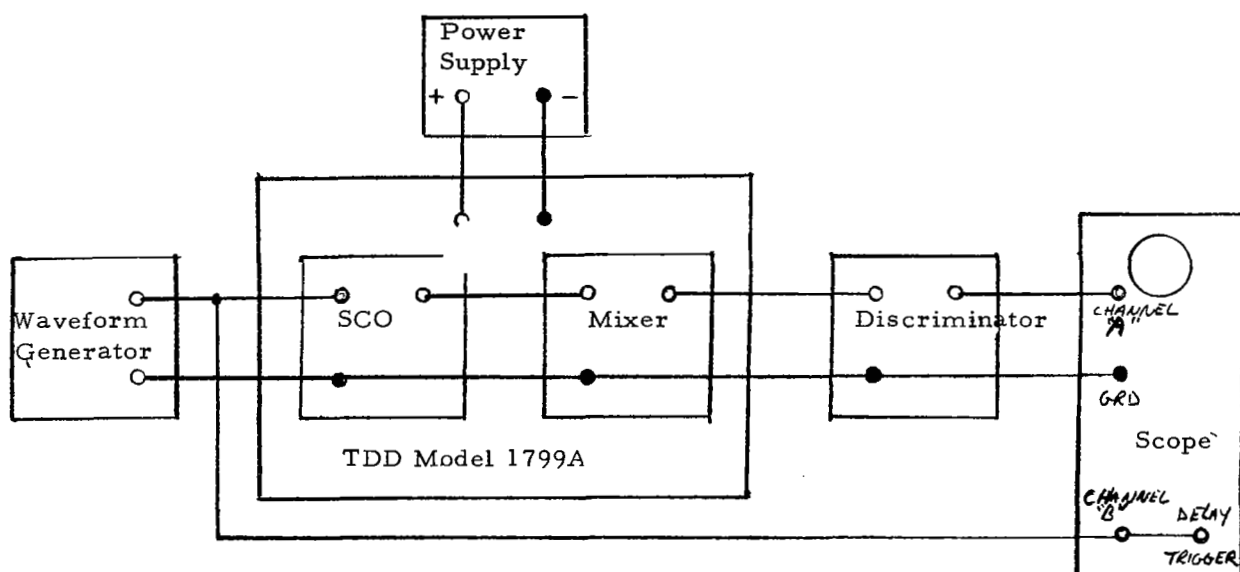 Power
Supply
+ -
Waveform
Generator
SCO
Mixer
Discriminator
CHANNEL
"A"
GRD
Scope
TDD Model 1799A
CHANNEL
"B"
DELAY
TRIGGER